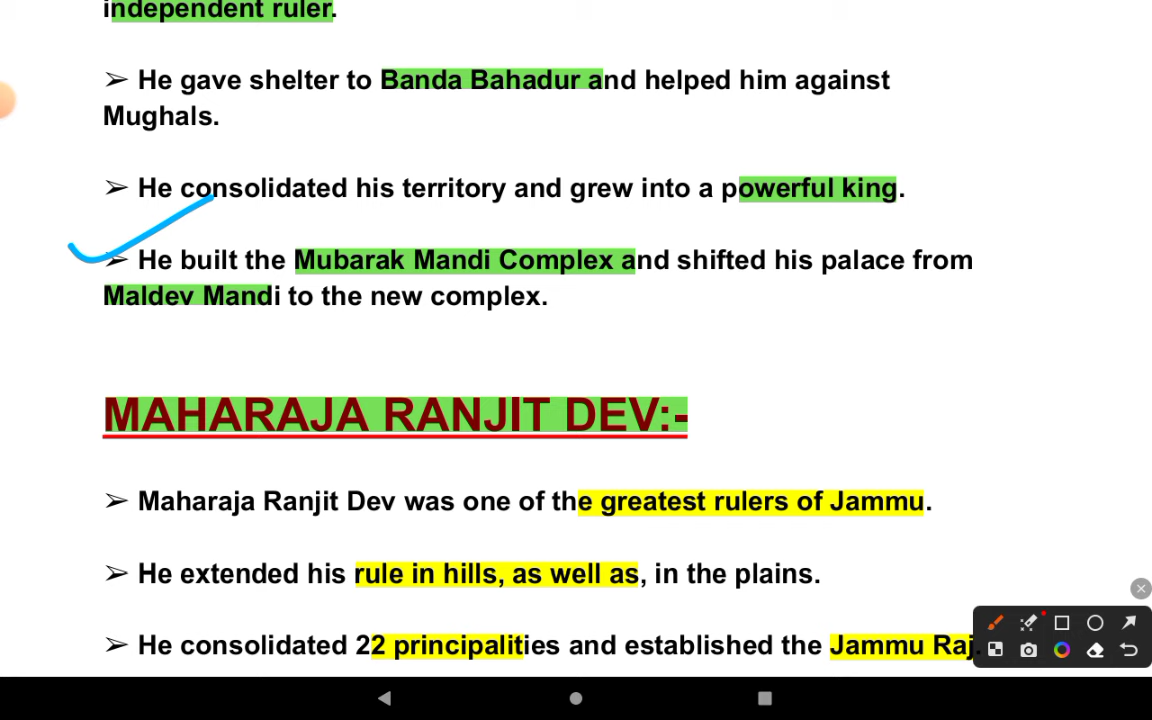 independent ruler.
➢ He gave shelter to Banda Bahadur and helped him against
Mughals.
➢ He consolidated his territory and grew into a powerful king.
➢ He built the Mubarak Mandi Complex and shifted his palace from
Maldev Mandi to the new complex.
MAHARAJA RANJIT DEV:-
➢ Maharaja Ranjit Dev was one of the greatest rulers of Jammu.
➢ He extended his rule in hills, as well as, in the plains.
➢ He consolidated 22 principalities and established the Jammu Raj.